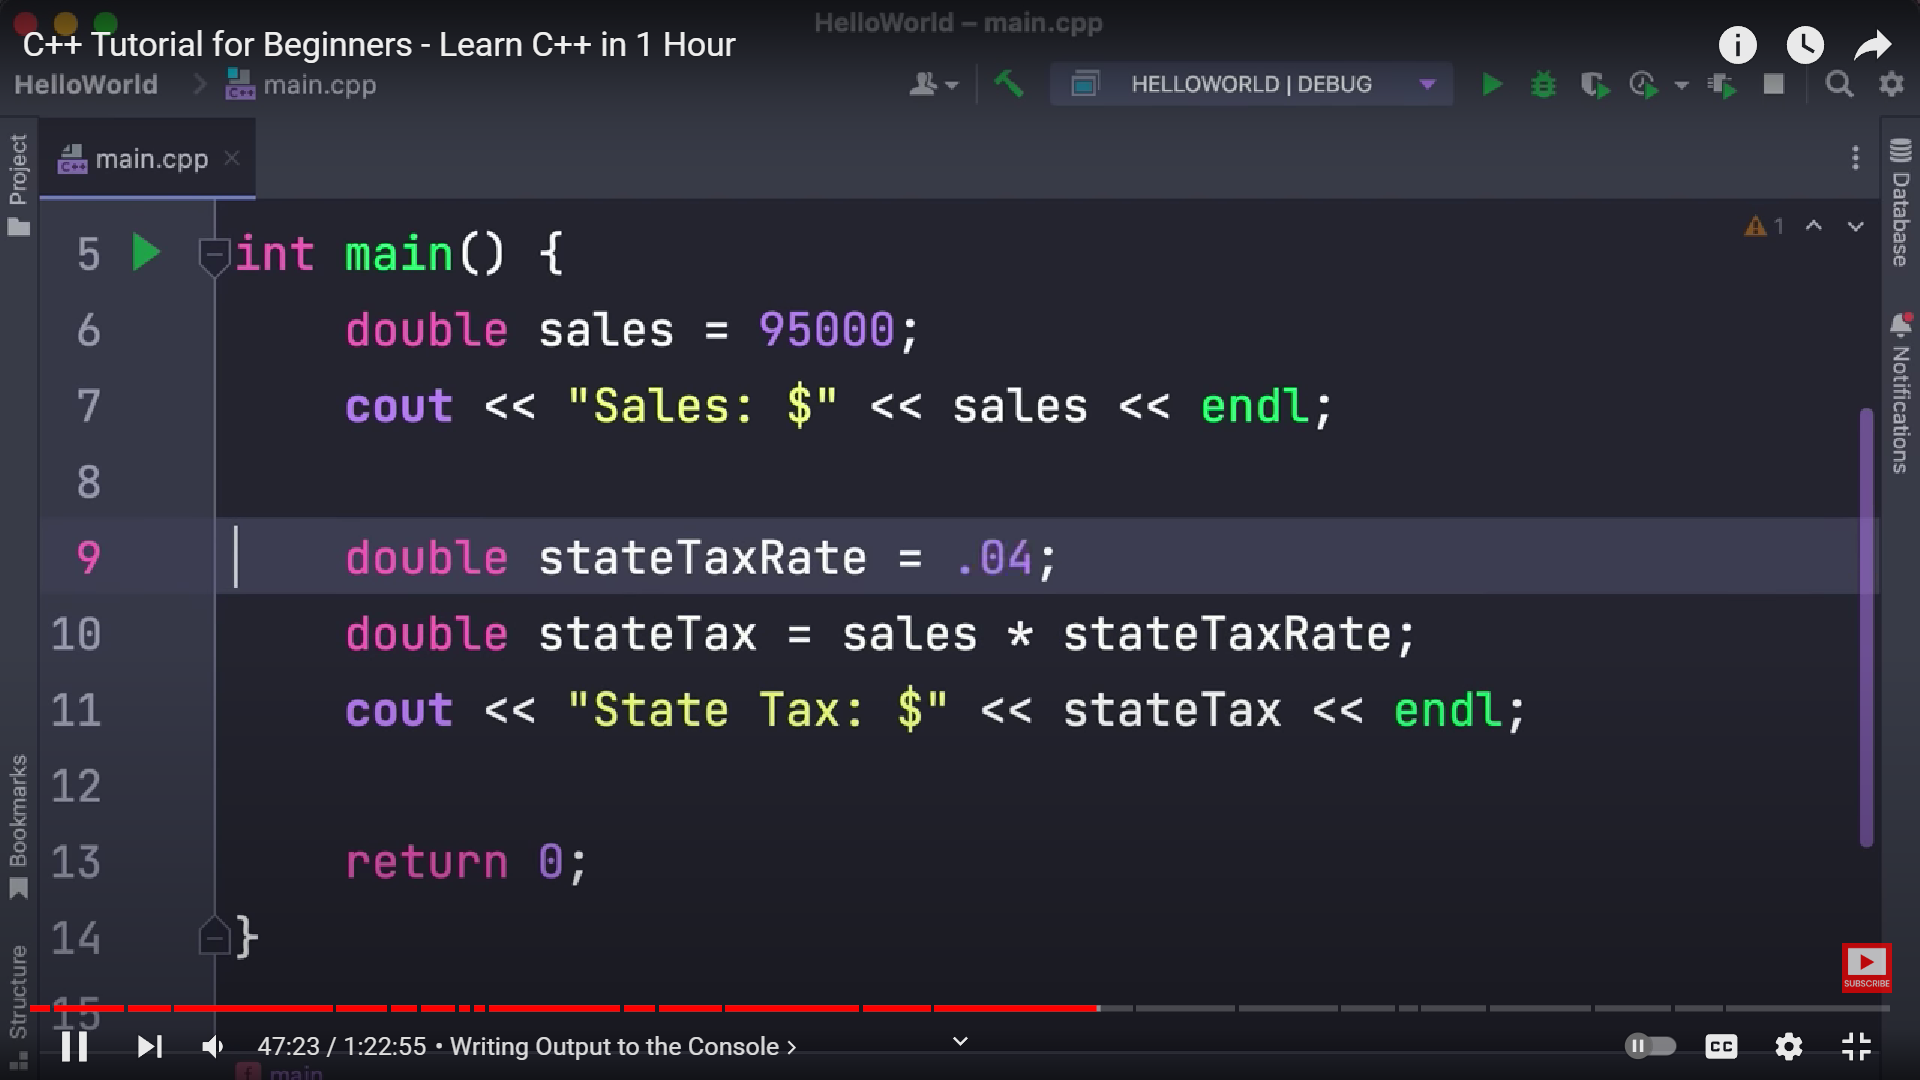 HelloWorld – main.cpp
C++ Tutorial for Beginners - Learn C++ in 1 Hour
HelloWorld
main.cpp
HELLOWORLD | DEBUG
Project
main.cpp
Database
Notifications
1
5 int main() {
6 double sales = 95000;
7 cout << "Sales: $" << sales << endl;
8
9 double stateTaxRate = .04;
10 double stateTax = sales * stateTaxRate;
11 cout << "State Tax: $" << stateTax << endl;
12
13 return 0;
14 }
15
Bookmarks
Structure
SUBSCRIBE
47:23 / 1:22:55 • Writing Output to the Console ›
CC
f main